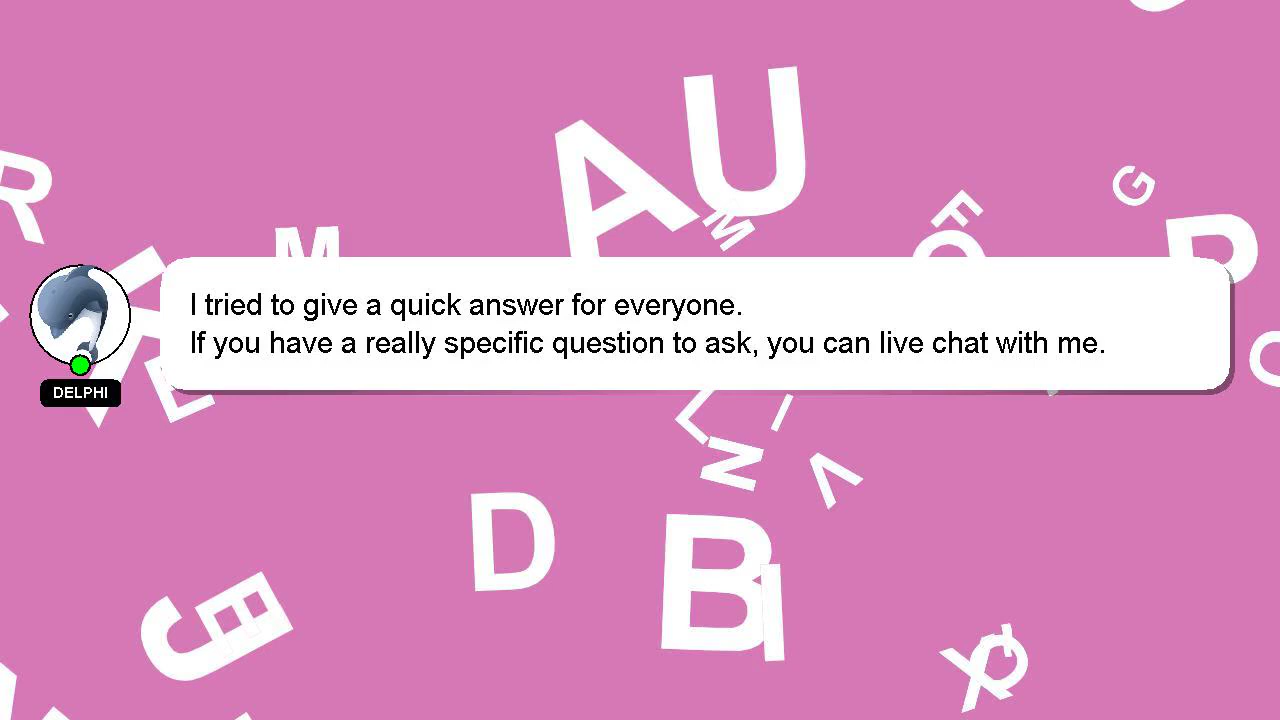 I tried to give a quick answer for everyone.
If you have a really specific question to ask, you can live chat with me.
DELPHI
R
M
A
U
M
F
O
G
P
E
L
I
N
V
D
B
I
C
E
X